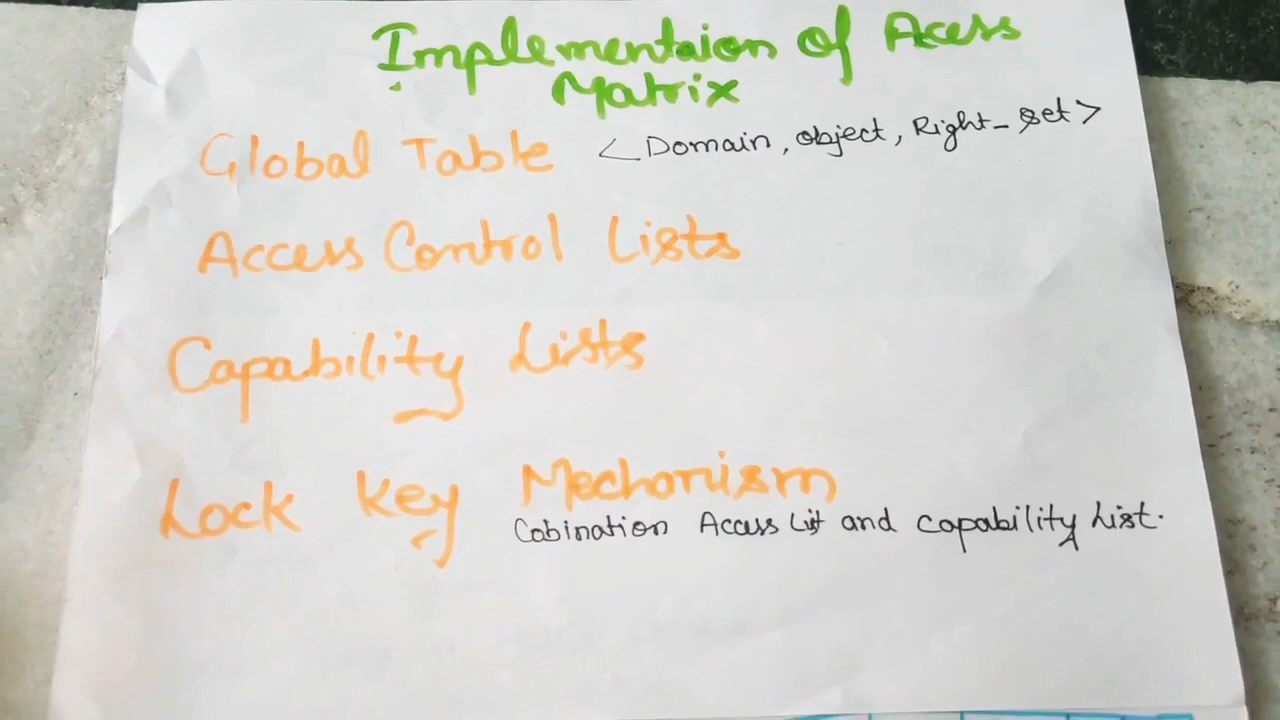 Implementaion of Acess
Matrix
Global Table <Domain, object, Right_set>
Access Control Lists
Capability Lists
Lock key Mechanism
Cobination Access List and capability List.